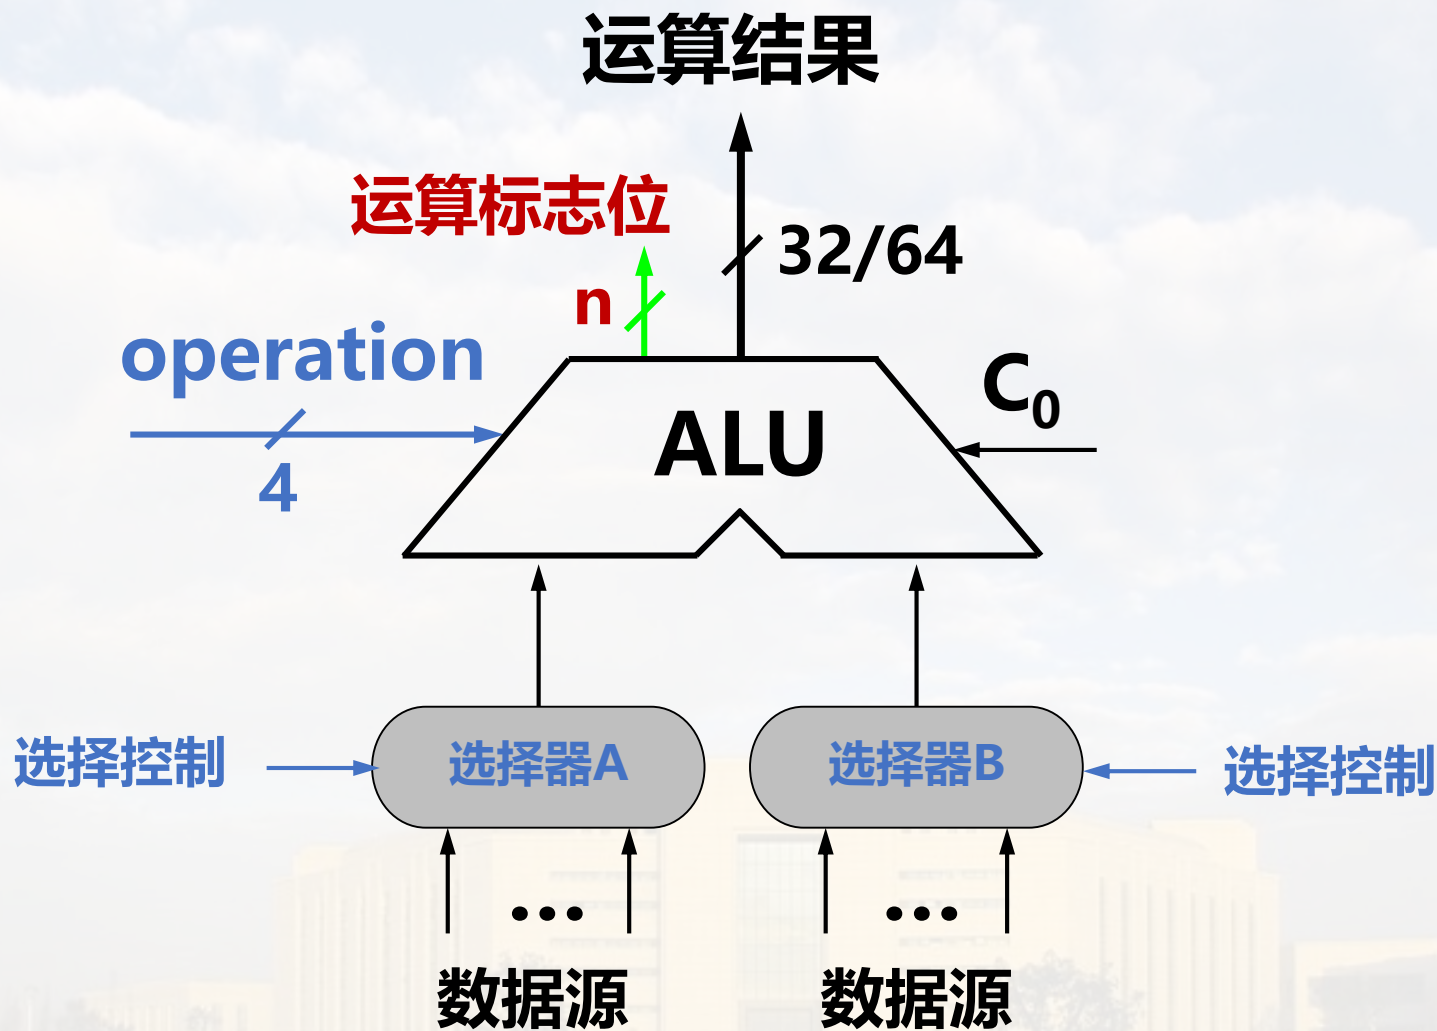 运算结果
运算标志位
32/64
n
operation
C₀
ALU
4
选择控制
选择器A
选择器B
选择控制
...
...
数据源
数据源